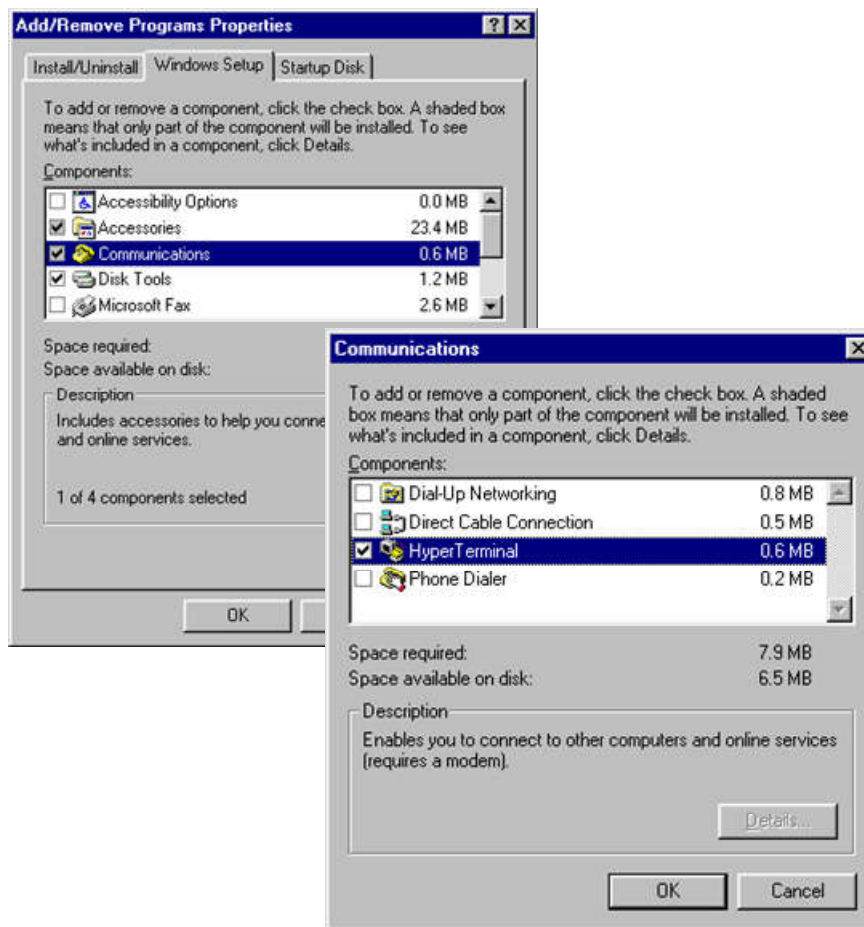 Add/Remove Programs Properties
Install/Uninstall Windows Setup Startup Disk
To add or remove a component, click the check box. A shaded box
means that only part of the component will be installed. To see
what's included in a component, click Details.
Components:
Accessibility Options 0.0 MB
Accessories 23.4 MB
Communications 0.6 MB
Disk Tools 1.2 MB
Microsoft Fax 2.6 MB
Space required:
Space available on disk:
Description
Includes accessories to help you conne
and online services.
1 of 4 components selected
OK
Communications
To add or remove a component, click the check box. A shaded
box means that only part of the component will be installed. To see
what's included in a component, click Details.
Components:
Dial-Up Networking 0.8 MB
Direct Cable Connection 0.5 MB
HyperTerminal 0.6 MB
Phone Dialer 0.2 MB
Space required: 7.9 MB
Space available on disk: 6.5 MB
Description
Enables you to connect to other computers and online services
(requires a modem).
Details...
OK Cancel